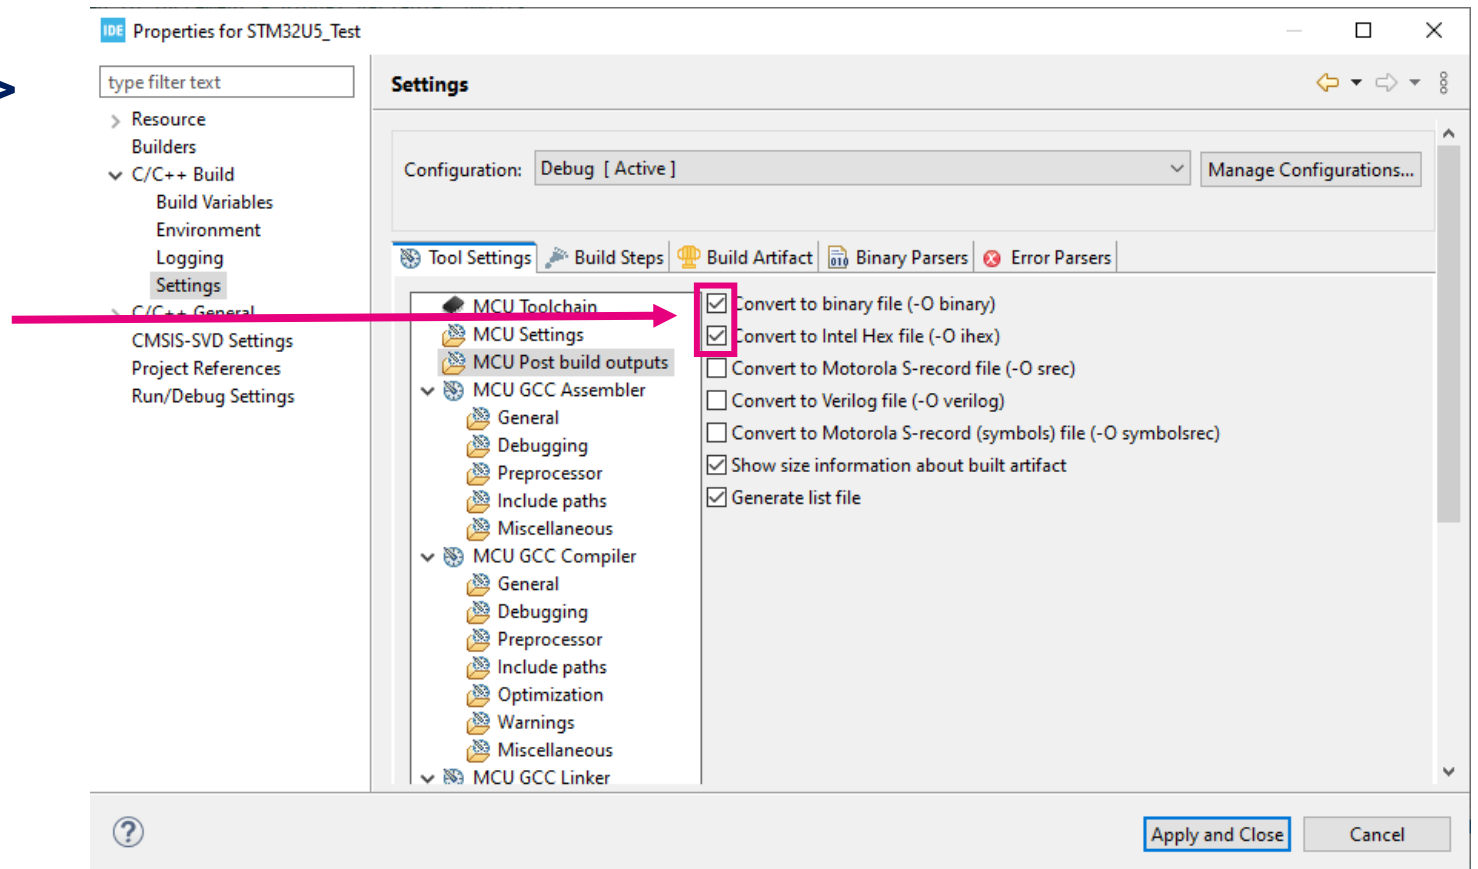 IDE Properties for STM32U5_Test
>
type filter text
Resource
Builders
C/C++ Build
Build Variables
Environment
Logging
Settings
C/C++ General
CMSIS-SVD Settings
Project References
Run/Debug Settings
Settings
Configuration: Debug [ Active ] Manage Configurations...
Tool Settings Build Steps Build Artifact 010 Binary Parsers Error Parsers
MCU Toolchain
MCU Settings
MCU Post build outputs
MCU GCC Assembler
General
Debugging
Preprocessor
Include paths
Miscellaneous
MCU GCC Compiler
General
Debugging
Preprocessor
Include paths
Optimization
Warnings
Miscellaneous
MCU GCC Linker
Convert to binary file (-O binary)
Convert to Intel Hex file (-O ihex)
Convert to Motorola S-record file (-O srec)
Convert to Verilog file (-O verilog)
Convert to Motorola S-record (symbols) file (-O symbolsrec)
Show size information about built artifact
Generate list file
? Apply and Close Cancel